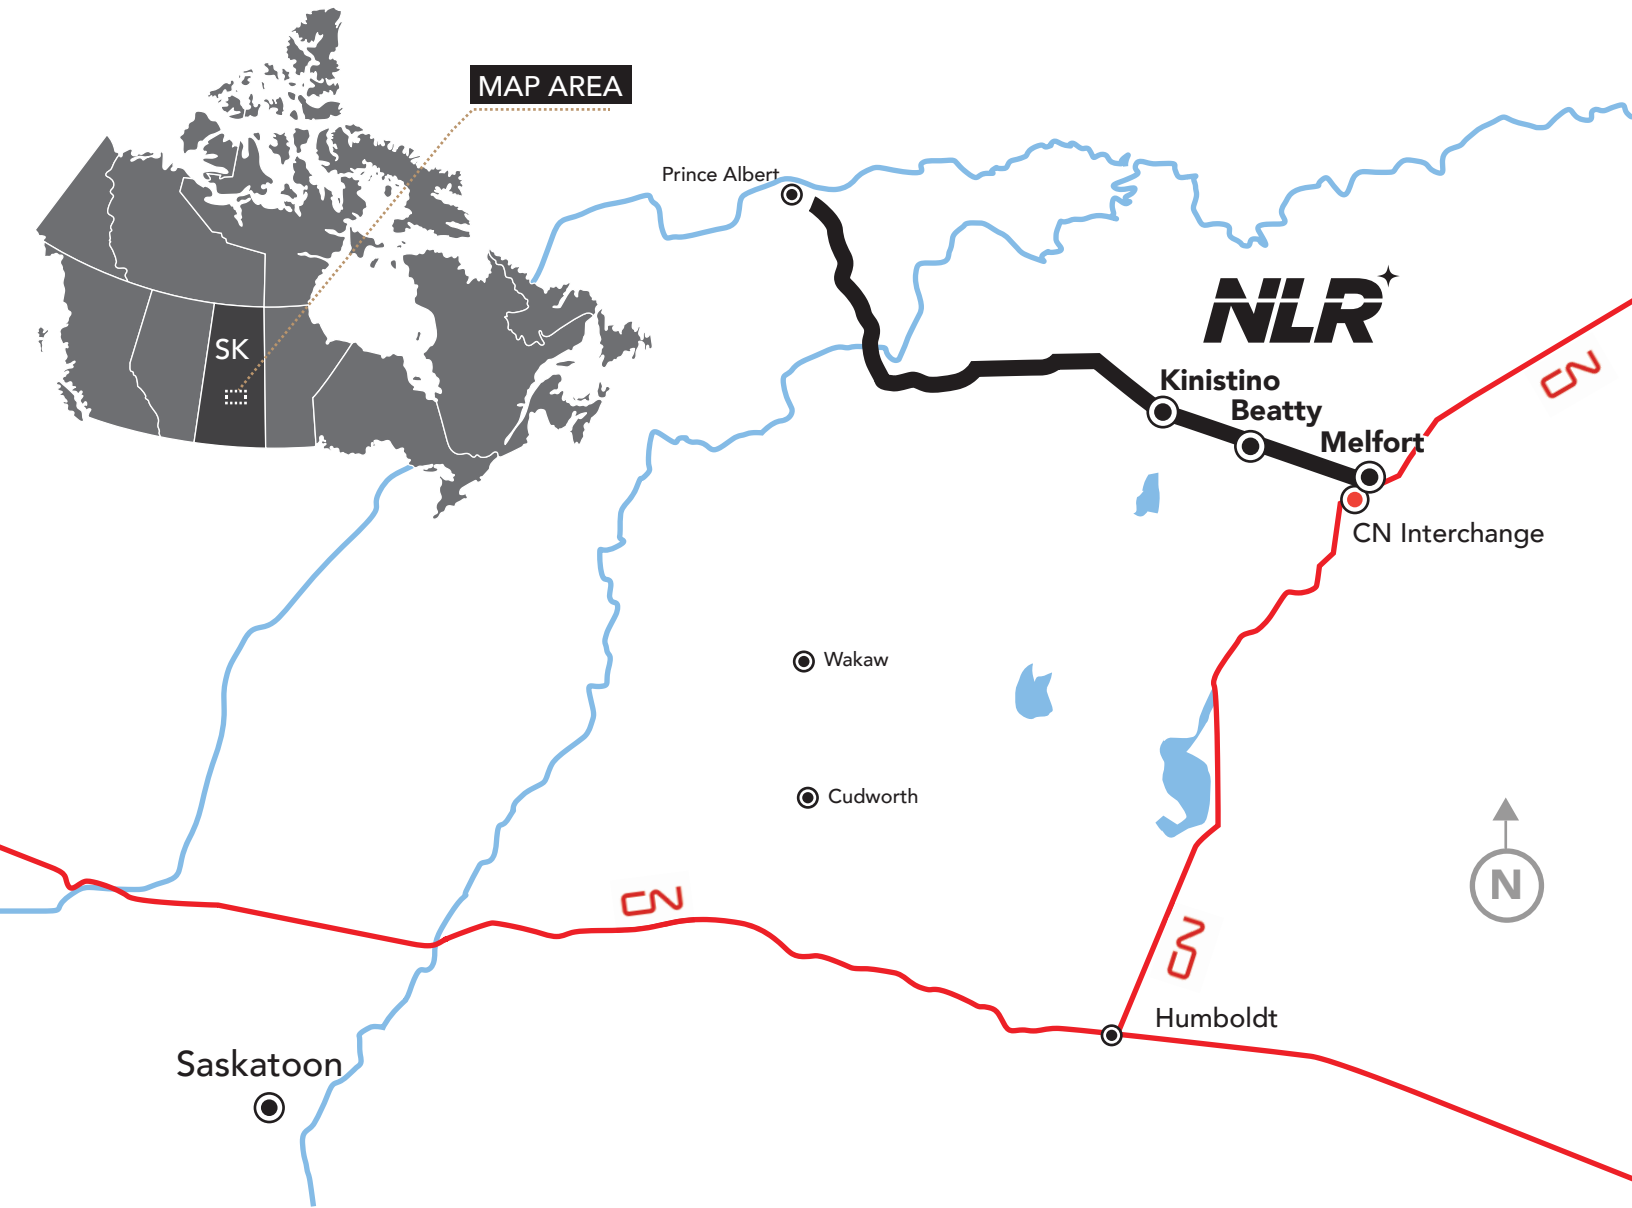 MAP AREA
Prince Albert
NLR
SK
CN
Kinistino
Beatty
Melfort
CN Interchange
Wakaw
Cudworth
N
CN
CN
Humboldt
Saskatoon